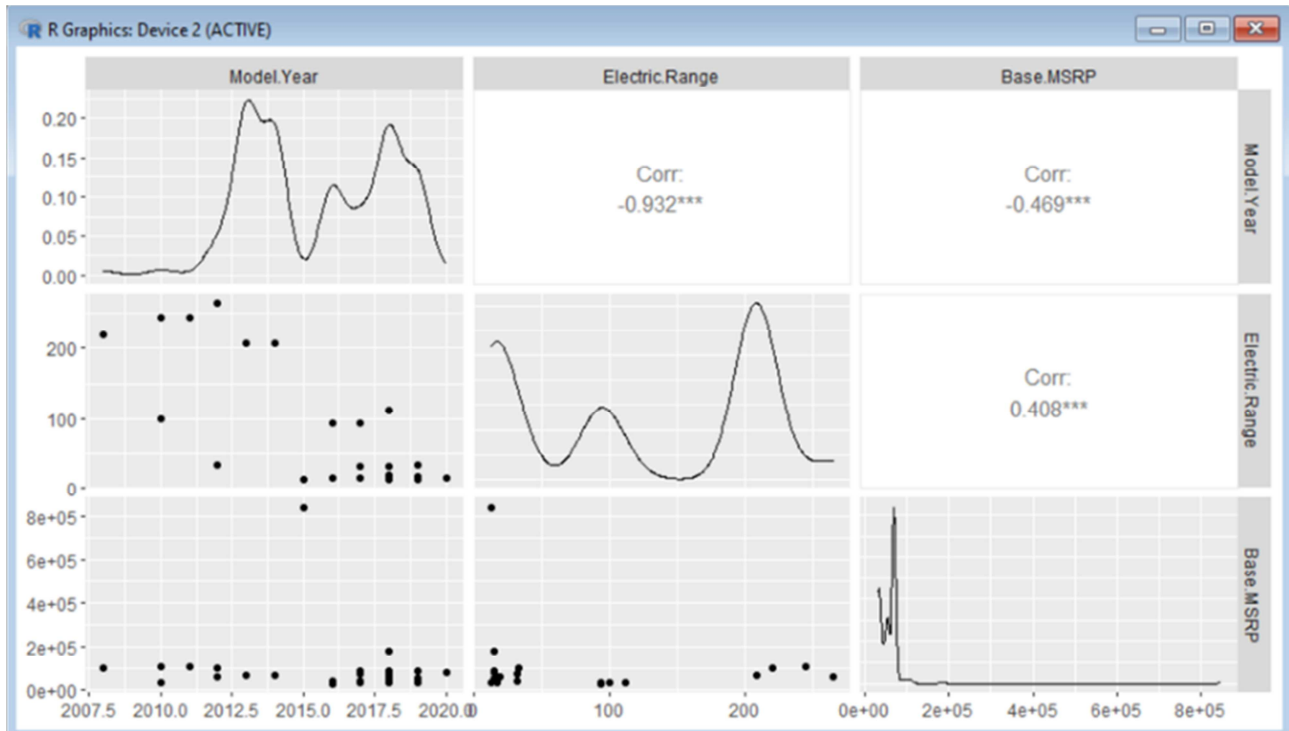 R Graphics: Device 2 (ACTIVE)
Model.Year
Electric.Range
Base.MSRP
0.20
0.15
0.10
0.05
0.00
Corr:
-0.932***
Corr:
-0.469***
Model.Year
200
100
0
Corr:
0.408***
Electric.Range
8e+05
6e+05
4e+05
2e+05
0e+00
Base.MSRP
2007.5 2010.0 2012.5 2015.0 2017.5 2020.0
0 100 200
0e+00 2e+05 4e+05 6e+05 8e+05